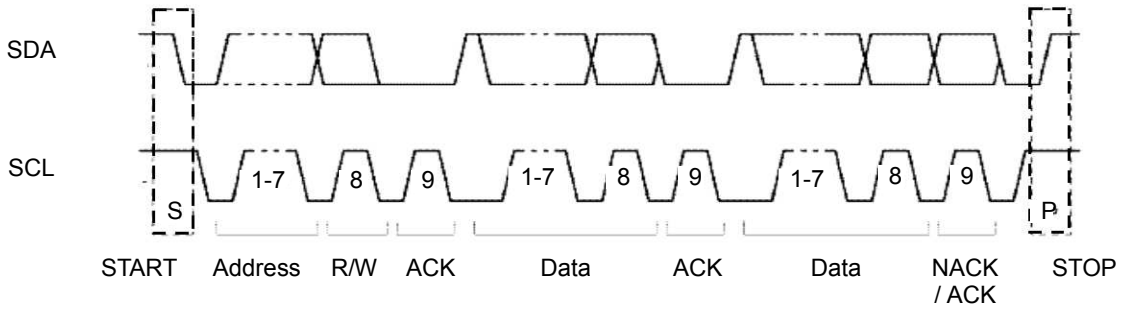 SDA
SCL
1-7 8 9 1-7 8 9 1-7 8 9
S P
START Address R/W ACK Data ACK Data NACK STOP
/ ACK